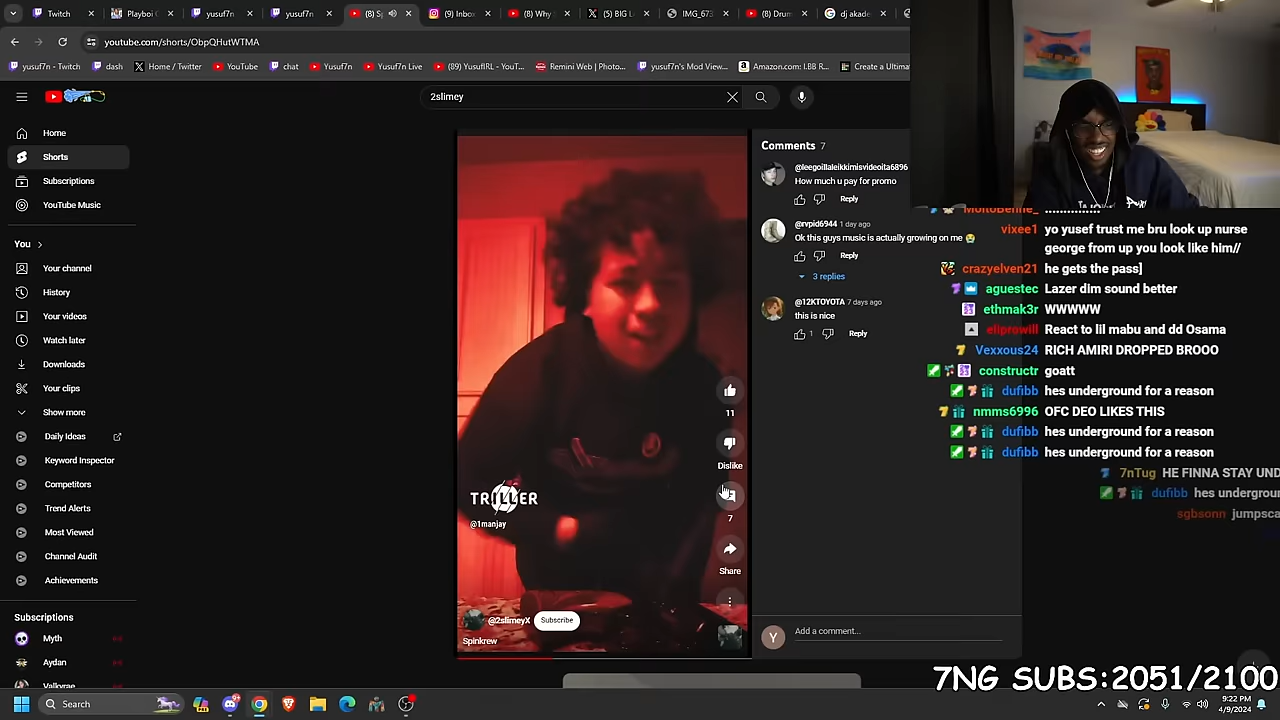 yusuf7n
Playboi C
yusuf7n
yusuf7n
(8) S
Inbo
(8) Why
(5) BIG L
IMG_673
(8) Drum
dj akade
youtube.com/shorts/ObpQHutWTMA
yusuf7n - Twitch
dash
Home / Twitter
YouTube
chat
Yusuf7n
Yusuf7n Live
(89) YusufIRL - YouT...
Remini Web | Photo...
yusuf7n's Mod View...
Amazon.com: LBB R...
Create a Ultima
2slimey
Home
Shorts
Subscriptions
YouTube Music
You
Your channel
History
Your videos
Watch later
Downloads
Your clips
Show more
Daily Ideas
Keyword Inspector
Competitors
Trend Alerts
Most Viewed
Channel Audit
Achievements
Subscriptions
Myth
Aydan
Valkyrae
TRILLER
@1manjay
@2slimeyX
Subscribe
Spinkrew
11
Dislike
7
Share
Comments 7
How much u pay for promo
Reply
@rvpid6944 1 day ago
Ok this guys music is actually growing on me 😭
Reply
3 replies
@12KTOYOTA 7 days ago
this is nice
1
Reply
Y
Add a comment...
MoltoBenne_ ..............
vixee1 yo yusef trust me bru look up nurse
george from up you look like him//
crazyelven21 he gets the pass]
aguestec Lazer dim sound better
ethmak3r WWWWW
eliprowill React to lil mabu and dd Osama
Vexxous24 RICH AMIRI DROPPED BROOO
constructr goatt
dufibb hes underground for a reason
nmms6996 OFC DEO LIKES THIS
dufibb hes underground for a reason
dufibb hes underground for a reason
7nTug HE FINNA STAY UND
dufibb hes undergroun
sgbsonn jumpsca
7NG SUBS:2051/2100
Search
9:22 PM
4/9/2024